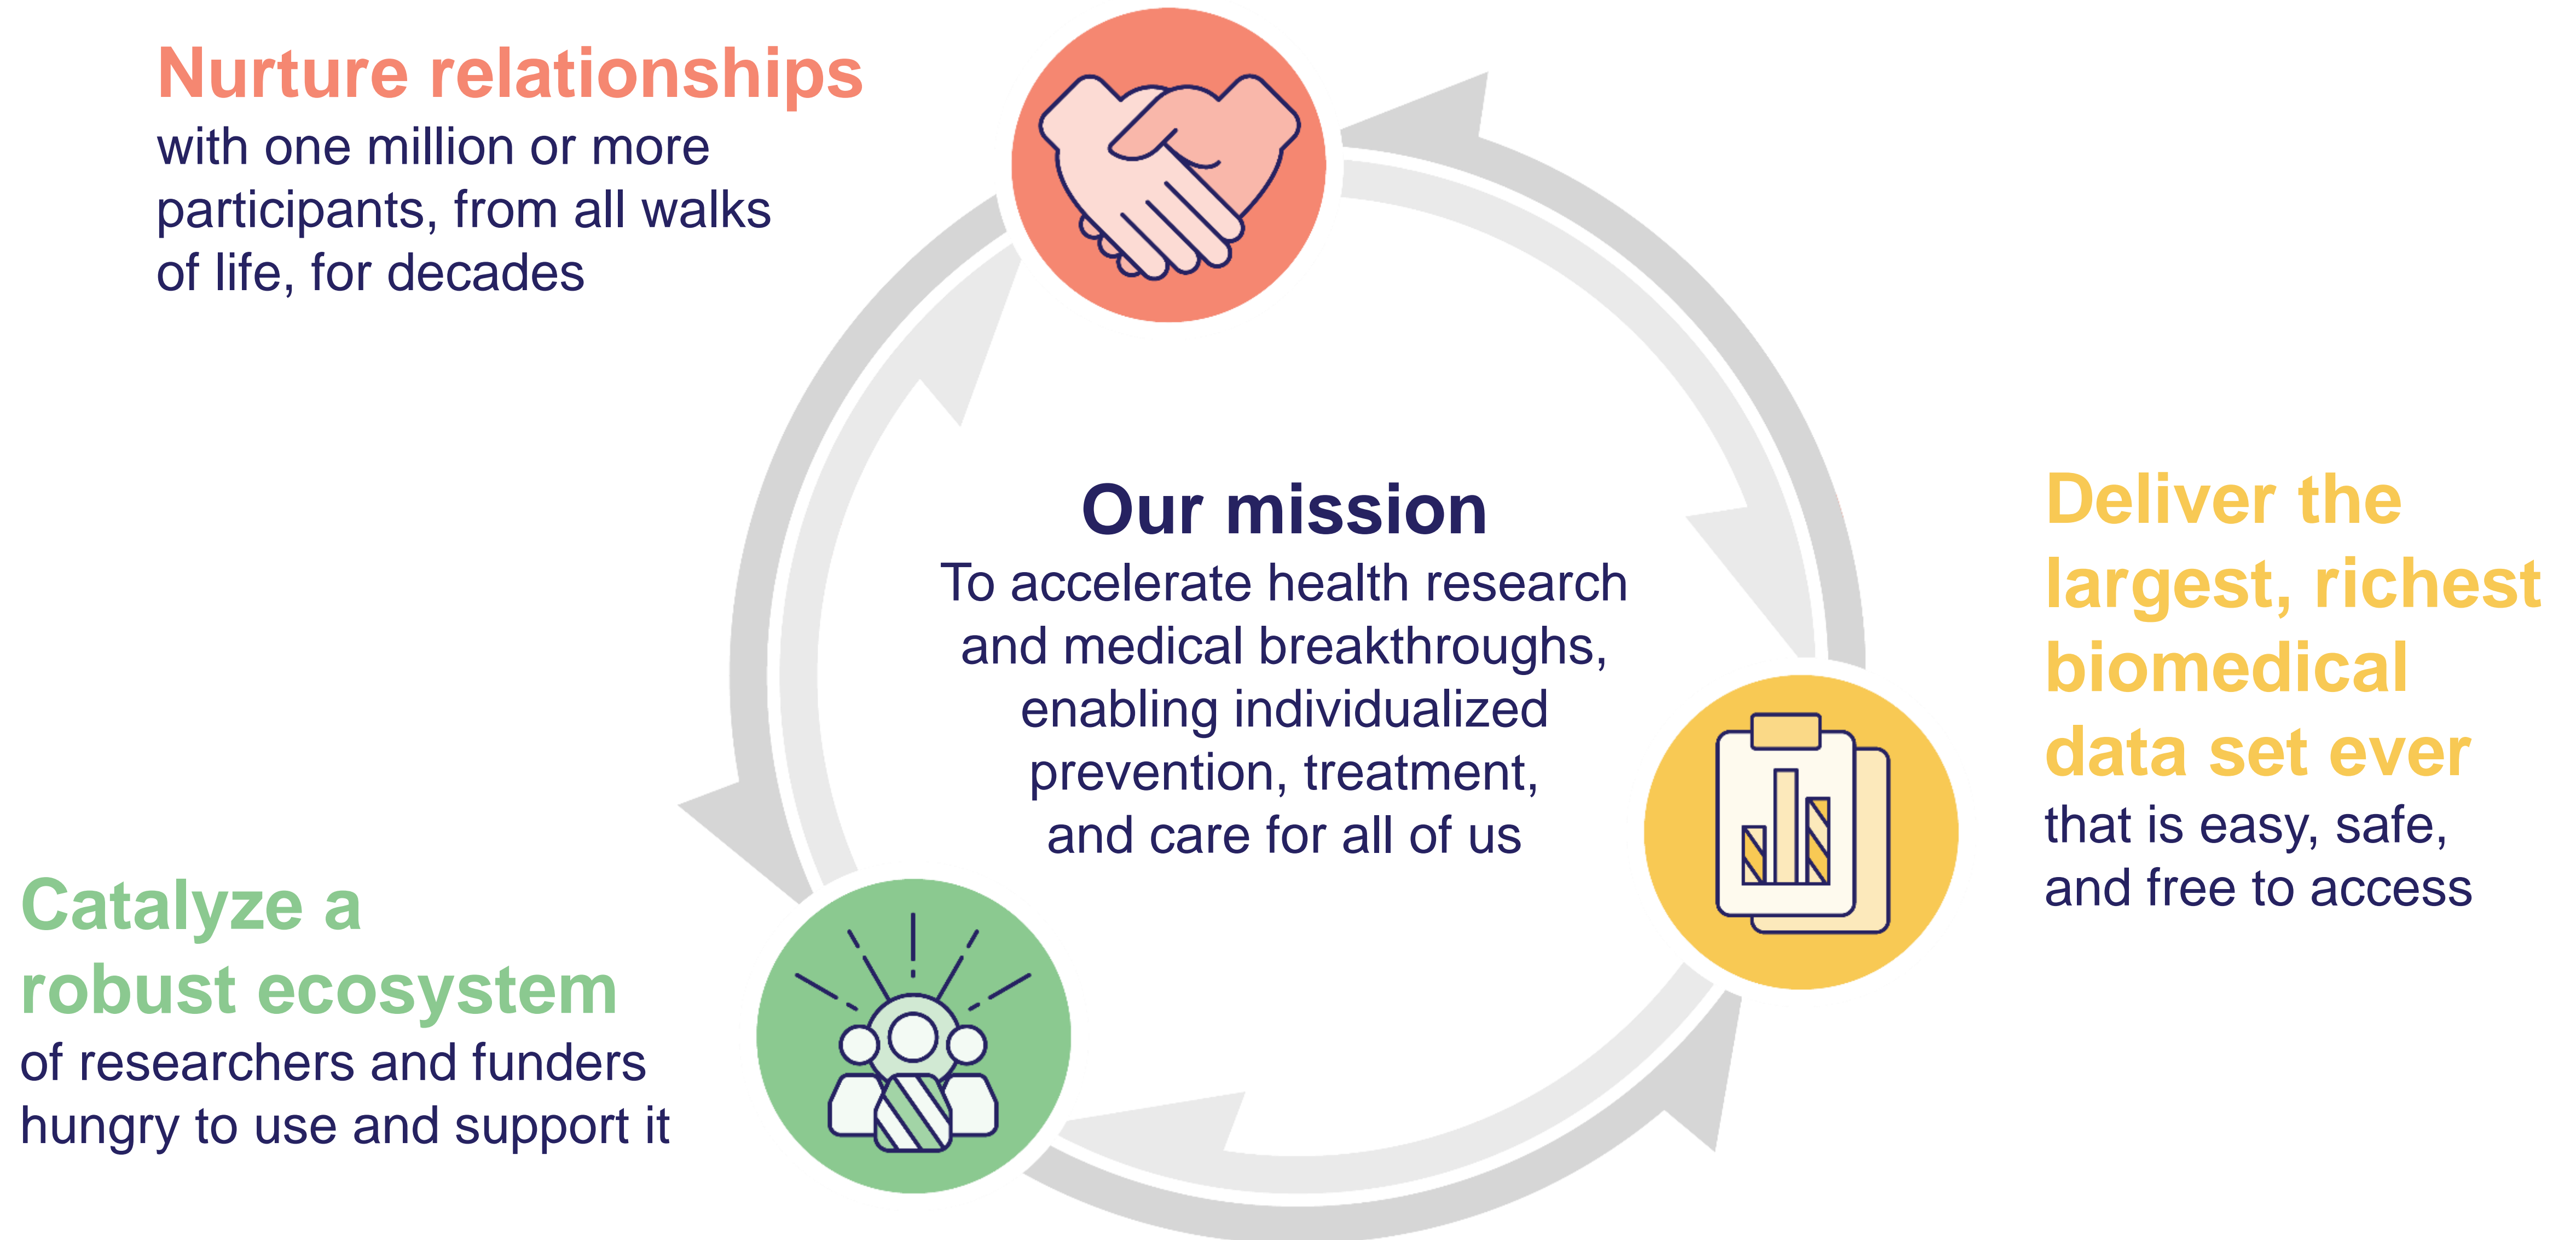 Nurture relationships
with one million or more
participants, from all walks
of life, for decades
Our mission
To accelerate health research
and medical breakthroughs,
enabling individualized
prevention, treatment,
and care for all of us
Deliver the
largest, richest
biomedical
data set ever
that is easy, safe,
and free to access
Catalyze a
robust ecosystem
of researchers and funders
hungry to use and support it